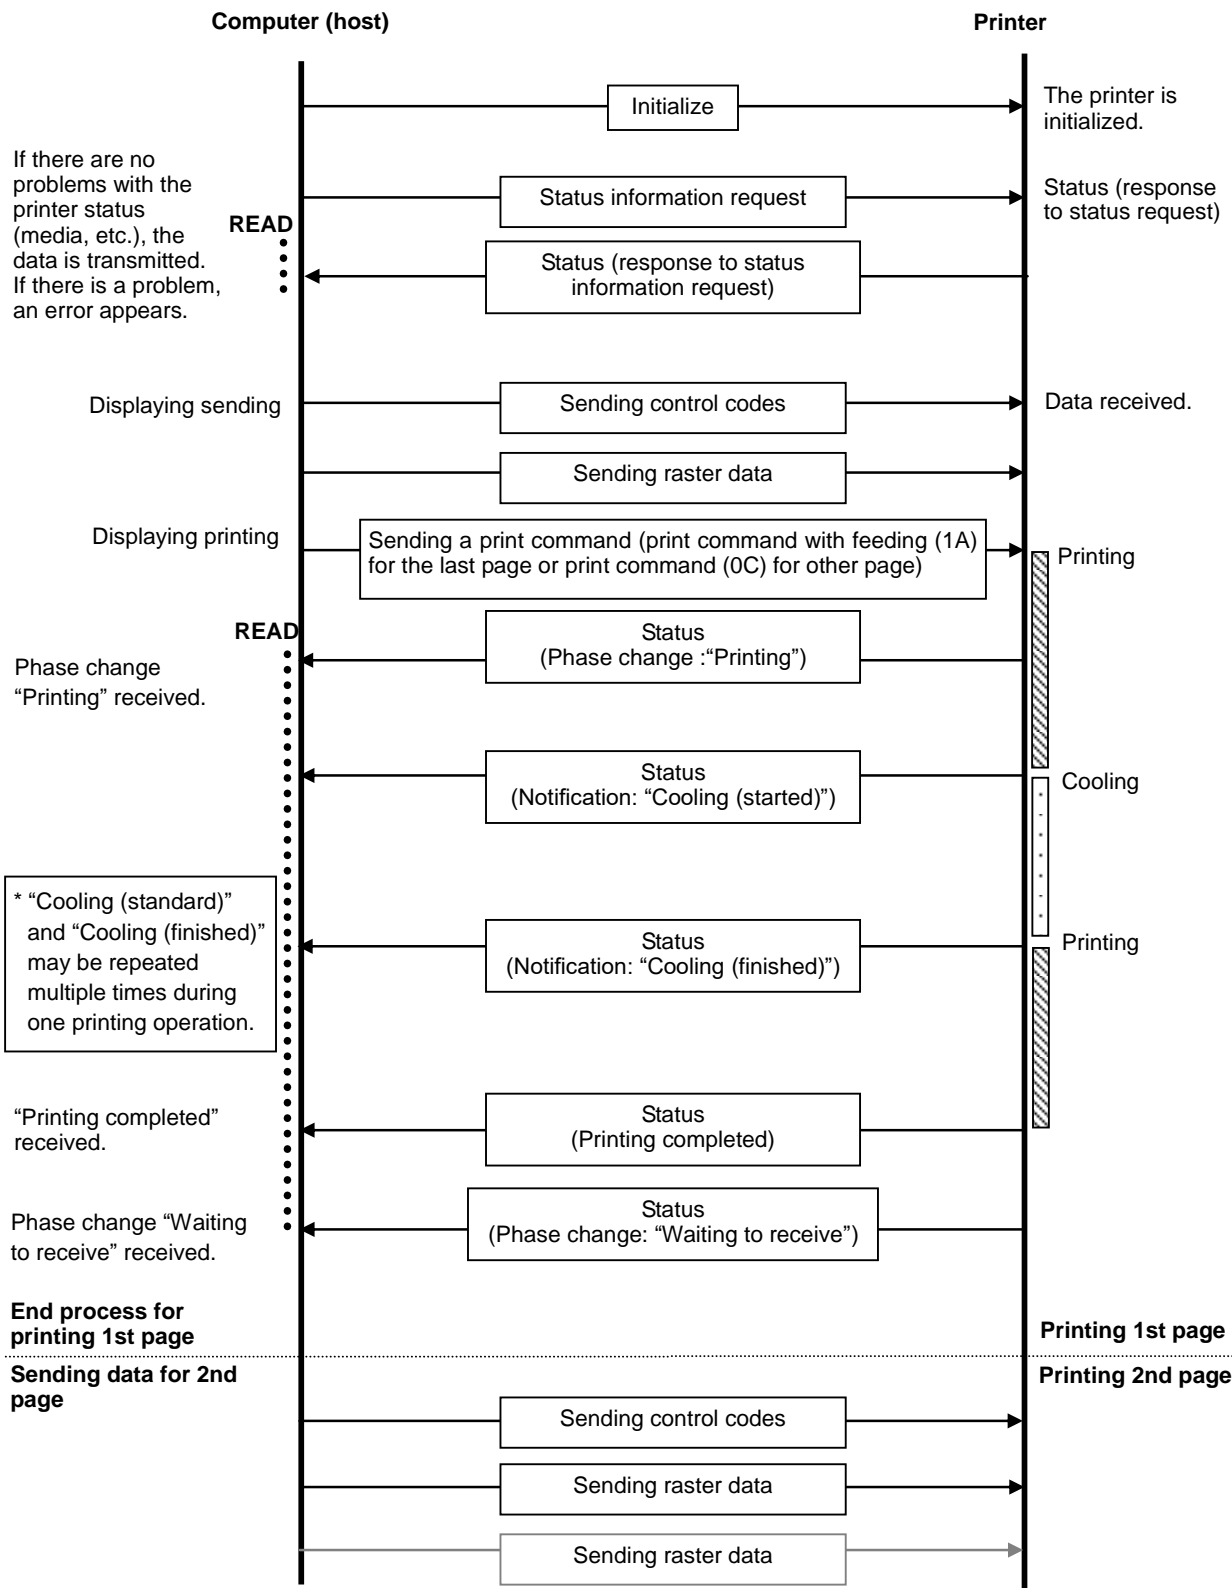 Computer (host)
Printer
Initialize
The printer is
initialized.
If there are no
problems with the
printer status
(media, etc.), the
data is transmitted.
If there is a problem,
an error appears.
READ
Status information request
Status (response
to status request)
Status (response to status
information request)
Displaying sending
Sending control codes
Data received.
Sending raster data
Displaying printing
Sending a print command (print command with feeding (1A)
for the last page or print command (0C) for other page)
Printing
READ
Status
(Phase change :“Printing”)
Phase change
“Printing” received.
Status
(Notification: “Cooling (started)”)
Cooling
* “Cooling (standard)”
and “Cooling (finished)”
may be repeated
multiple times during
one printing operation.
Status
(Notification: “Cooling (finished)”)
Printing
“Printing completed”
received.
Status
(Printing completed)
Phase change “Waiting
to receive” received.
Status
(Phase change: “Waiting to receive”)
End process for
printing 1st page
Printing 1st page
Sending data for 2nd
page
Printing 2nd page
Sending control codes
Sending raster data
Sending raster data